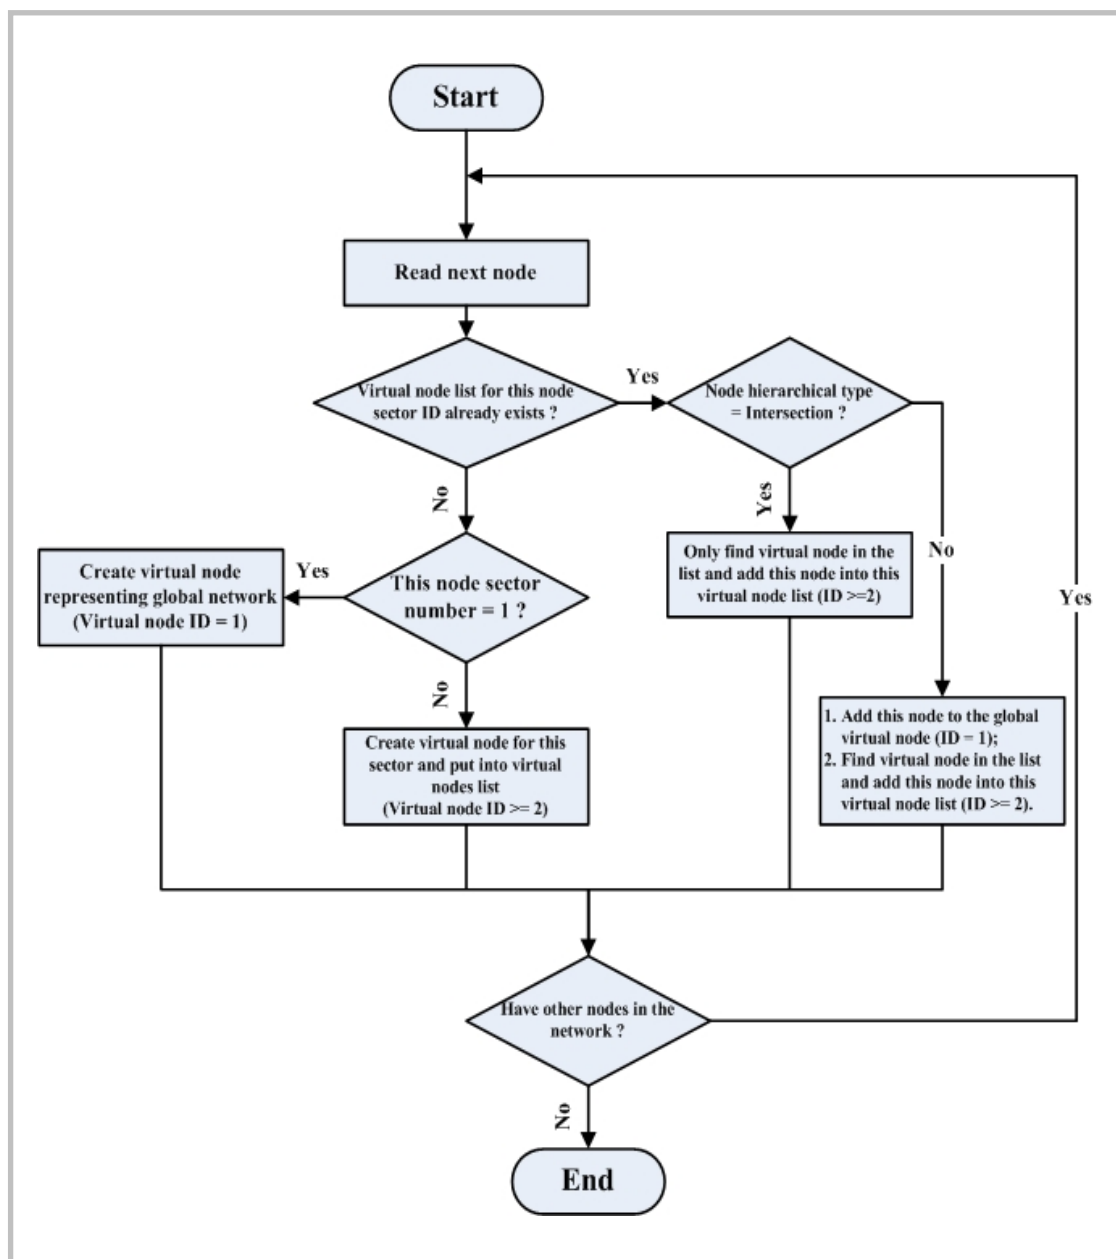 Start
Read next node
Virtual node list for this node
sector ID already exists ?
Yes
Node hierarchical type
= Intersection ?
No
Yes
No
This node sector
number = 1 ?
Yes
Create virtual node
representing global network
(Virtual node ID = 1)
Only find virtual node in the
list and add this node into this
virtual node list (ID >=2)
Yes
No
Create virtual node for this
sector and put into virtual
nodes list
(Virtual node ID >= 2)
1. Add this node to the global
virtual node (ID = 1);
2. Find virtual node in the list
and add this node into this
virtual node list (ID >= 2).
Have other nodes in the
network ?
No
End